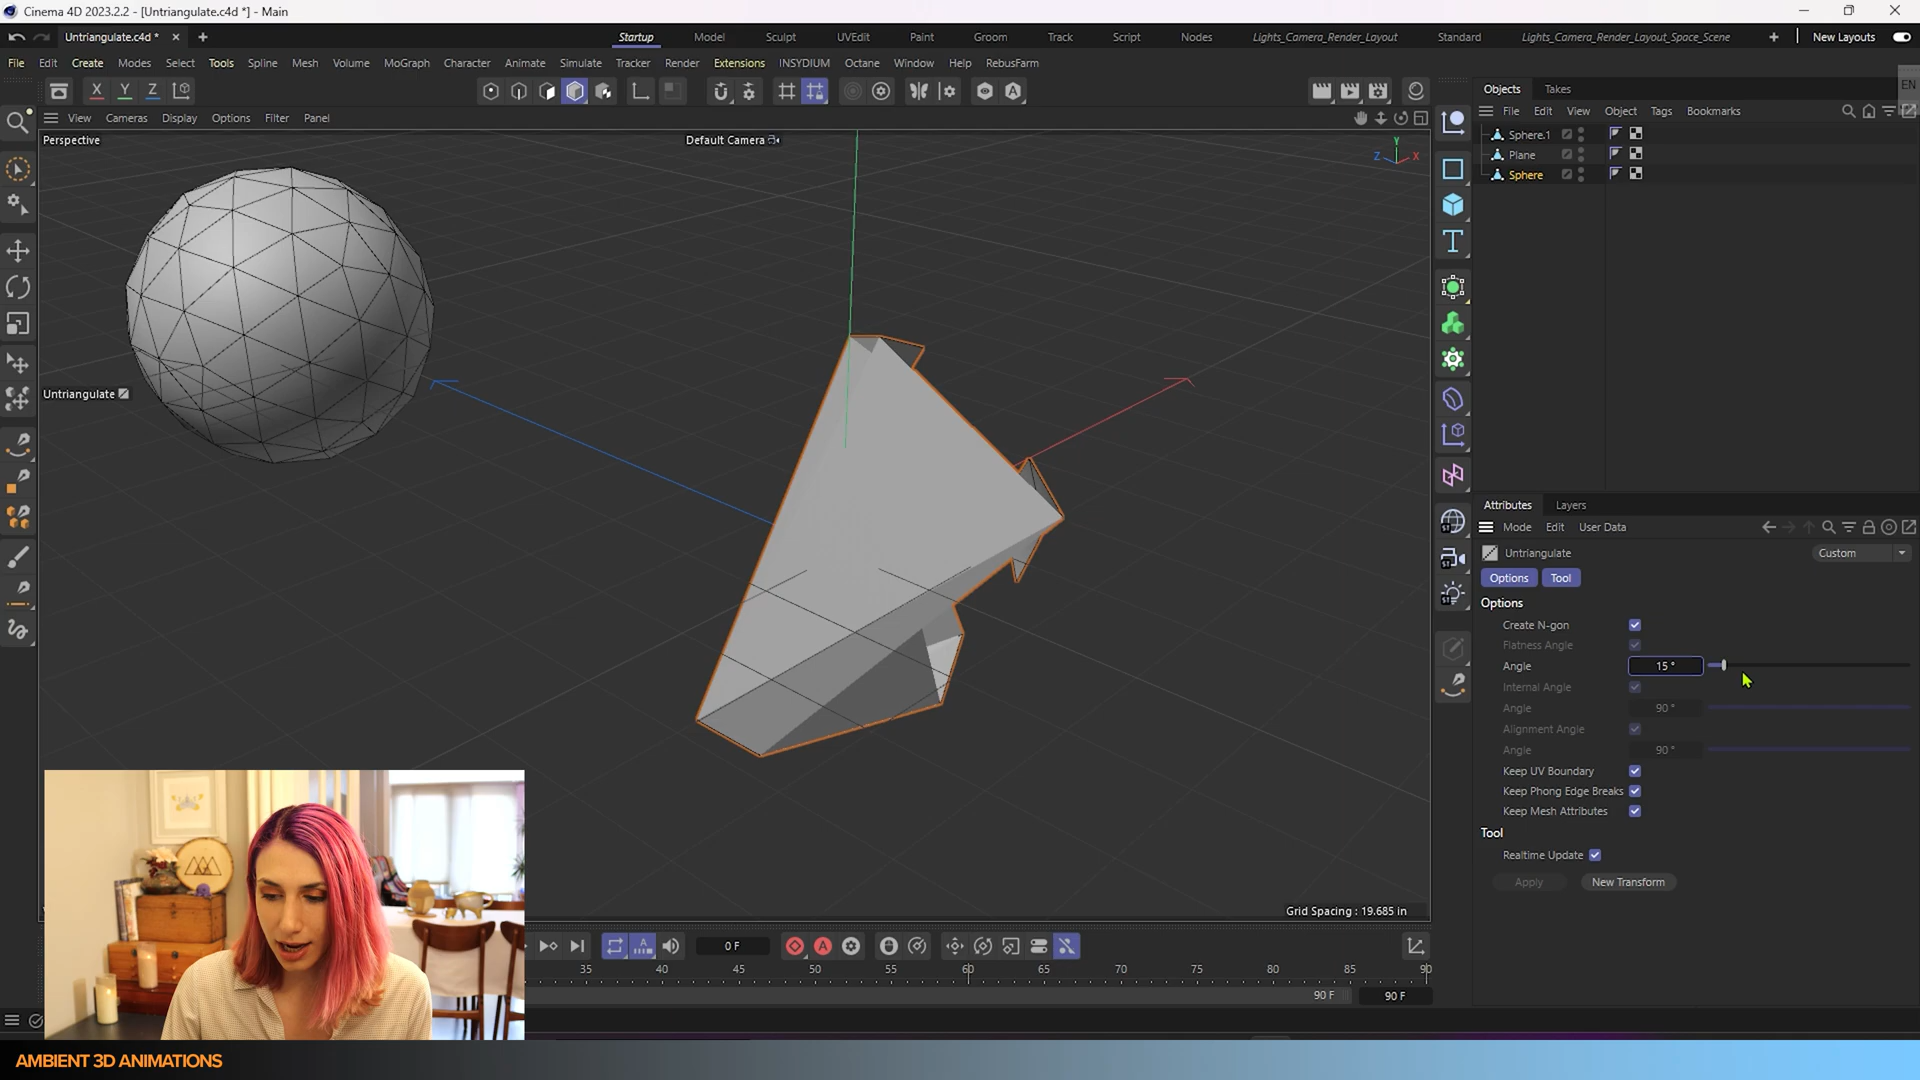 Cinema 4D 2023.2.2 - [Untriangulate.c4d *] - Main
Untriangulate.c4d *
Startup Model Sculpt UVEdit Paint Groom Track Script Nodes Lights_Camera_Render_Layout Standard Lights_Camera_Render_Layout_Space_Scene New Layouts
File Edit Create Modes Select Tools Spline Mesh Volume MoGraph Character Animate Simulate Tracker Render Extensions INSYDIUM Octane Window Help RebusFarm
X Y Z
EN
View Cameras Display Options Filter Panel
Perspective
Default Camera
Y
Z X
Untriangulate
Grid Spacing : 19.685 in
Objects Takes
File Edit View Object Tags Bookmarks
Sphere.1
Plane
Sphere
Attributes Layers
Mode Edit User Data
Untriangulate Custom
Options Tool
Options
Create N-gon
Flatness Angle
Angle 15 °
Internal Angle
Angle 90 °
Alignment Angle
Angle 90 °
Keep UV Boundary
Keep Phong Edge Breaks
Keep Mesh Attributes
Tool
Realtime Update
Apply New Transform
0 F
35 40 45 50 55 60 65 70 75 80 85 90
90 F 90 F
AMBIENT 3D ANIMATIONS